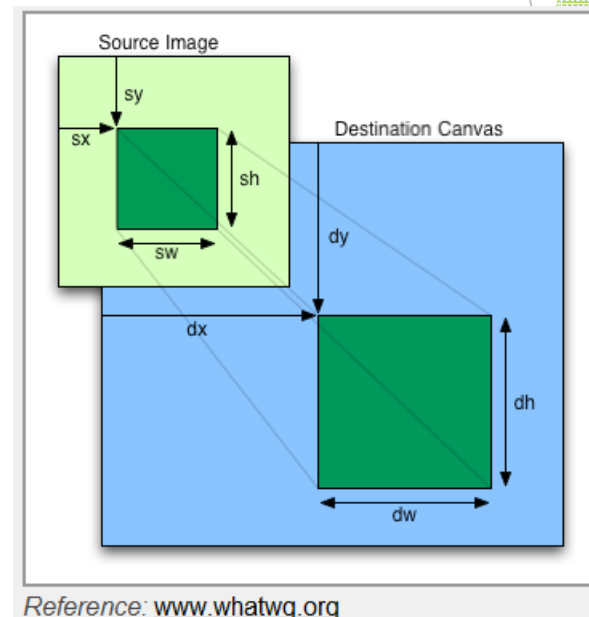 Source Image
sy
sx
Destination Canvas
sh
sw
dy
dx
dh
dw
Reference: www.whatwg.org